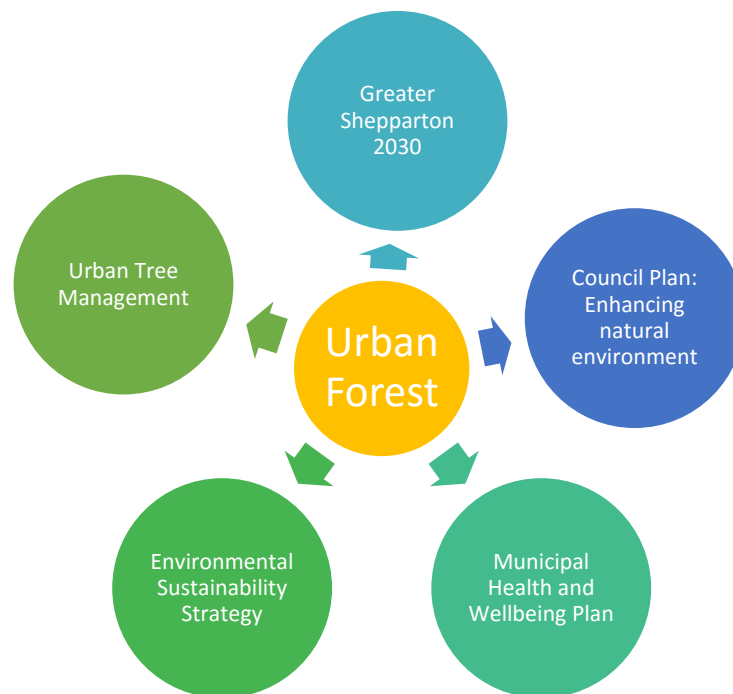 Greater
Shepparton
2030
Urban Tree
Management
Council Plan:
Enhancing
natural
environment
Urban
Forest
Environmental
Sustainability
Strategy
Municipal
Health and
Wellbeing Plan